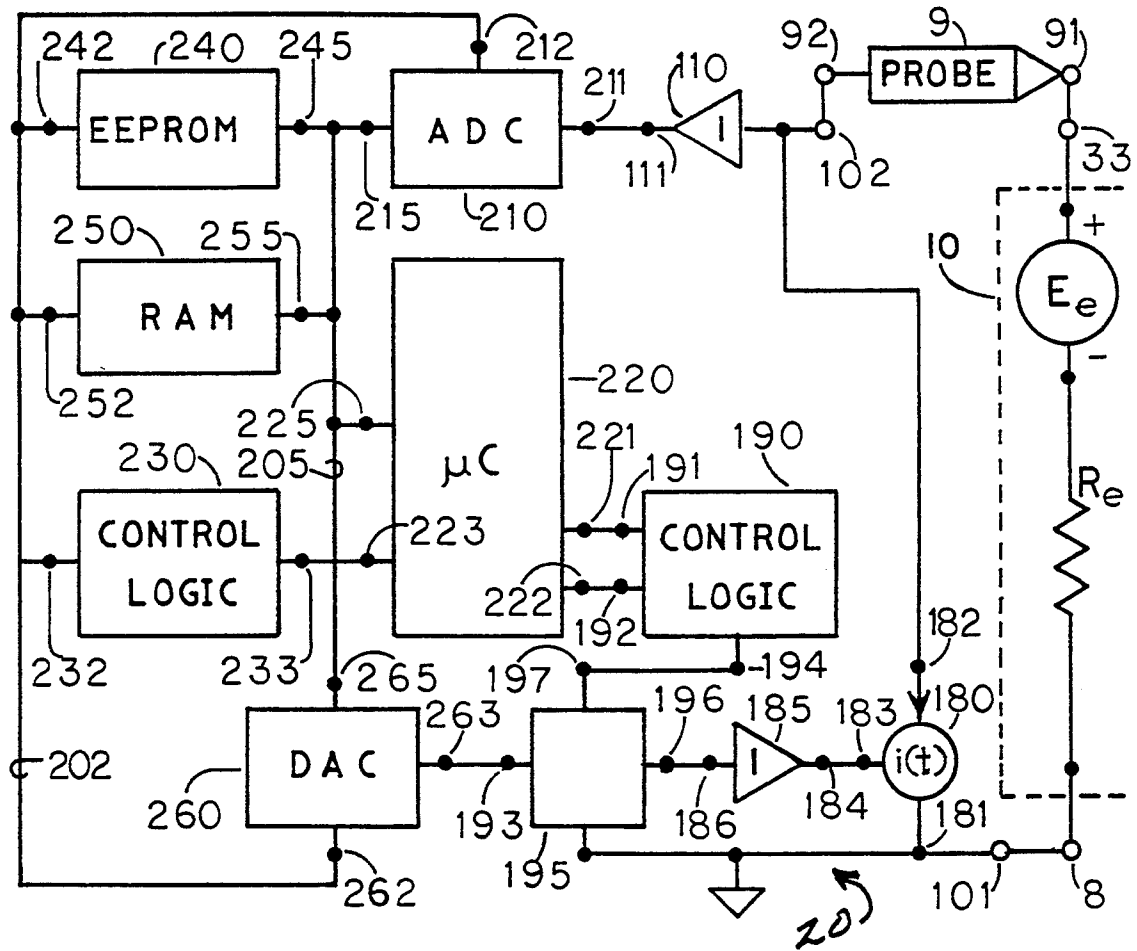 242 240 245 212 110 92 9 91
EEPROM ADC 211 1 PROBE
215 210 111 102 33
250 255 10 +
RAM Ee
-
252 225 220
205 221 191 190 Re
230 μC
CONTROL LOGIC 223 CONTROL LOGIC
222 192
232 233 197 194 182
265 263 196 185 183 180
202 DAC 1 i(t)
260 193 186 184 181
195
262 20 101 8